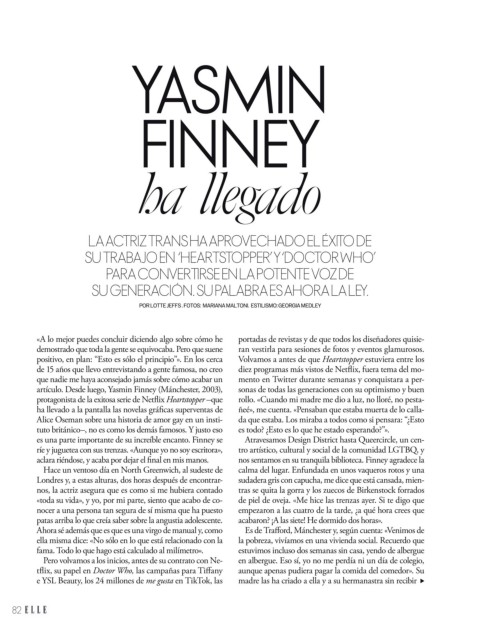 YASMIN
FINNEY
ha llegado
LA ACTRIZ TRANS HA APROVECHADO EL ÉXITO DE
SU TRABAJO EN ‘HEARTSTOPPER’ Y ‘DOCTOR WHO’
PARA CONVERTIRSE EN LA POTENTE VOZ DE
SU GENERACIÓN. SU PALABRA ES AHORA LA LEY.
POR LOTTE JEFFS. FOTOS: MARIANA MALTONI. ESTILISMO: GEORGIA MEDLEY
«A lo mejor puedes concluir diciendo algo sobre cómo he
demostrado que toda la gente se equivocaba. Pero que suene
positivo, en plan: “Esto es sólo el principio”». En los cerca
de 15 años que llevo entrevistando a gente famosa, no creo
que nadie me haya aconsejado jamás sobre cómo acabar un
artículo. Desde luego, Yasmin Finney (Mánchester, 2003),
protagonista de la exitosa serie de Netflix Heartstopper –que
ha llevado a la pantalla las novelas gráficas superventas de
Alice Oseman sobre una historia de amor gay en un insti-
tuto británico–, no es como los demás famosos. Y justo eso
es una parte importante de su increíble encanto. Finney se
ríe y juguetea con sus trenzas. «Aunque yo no soy escritora»,
aclara riéndose, y acaba por dejar el final en mis manos.
Hace un ventoso día en North Greenwich, al sudeste de
Londres y, a estas alturas, dos horas después de encontrar-
nos, la actriz asegura que es como si me hubiera contado
«toda su vida», y yo, por mi parte, siento que acabo de co-
nocer a una persona tan segura de sí misma que ha puesto
patas arriba lo que creía saber sobre la angustia adolescente.
Ahora sé además que es que es una virgo de manual y, como
ella misma dice: «No sólo en lo que está relacionado con la
fama. Todo lo que hago está calculado al milímetro».
Pero volvamos a los inicios, antes de su contrato con Ne-
tflix, su papel en Doctor Who, las campañas para Tiffany
e YSL Beauty, los 24 millones de me gusta en TikTok, las
portadas de revistas y de que todos los diseñadores quisie-
ran vestirla para sesiones de fotos y eventos glamurosos.
Volvamos a antes de que Heartstopper estuviera entre los
diez programas más vistos de Netflix, fuera tema del mo-
mento en Twitter durante semanas y conquistara a per-
sonas de todas las generaciones con su optimismo y buen
rollo. «Cuando mi madre me dio a luz, no lloré, no pesta-
ñeé», me cuenta. «Pensaban que estaba muerta de lo calla-
da que estaba. Los miraba a todos como si pensara: “¿Esto
es todo? ¿Esto es lo que he estado esperando?”».
Atravesamos Design District hasta Queercircle, un cen-
tro artístico, cultural y social de la comunidad LGTBQ, y
nos sentamos en su tranquila biblioteca. Finney agradece la
calma del lugar. Enfundada en unos vaqueros rotos y una
sudadera gris con capucha, me dice que está cansada, mien-
tras se quita la gorra y los zuecos de Birkenstock forrados
de piel de oveja. «Me hice las trenzas ayer. Si te digo que
empezaron a las cuatro de la tarde, ¿a qué hora crees que
acabaron? ¡A las siete! He dormido dos horas».
Es de Trafford, Mánchester y, según cuenta: «Venimos de
la pobreza, vivíamos en una vivienda social. Recuerdo que
estuvimos incluso dos semanas sin casa, yendo de albergue
en albergue. Eso sí, yo no me perdía ni un día de colegio,
aunque apenas pudiera pagar la comida del comedor». Su
madre las ha criado a ella y a su hermanastra sin recibir ►
82 ELLE